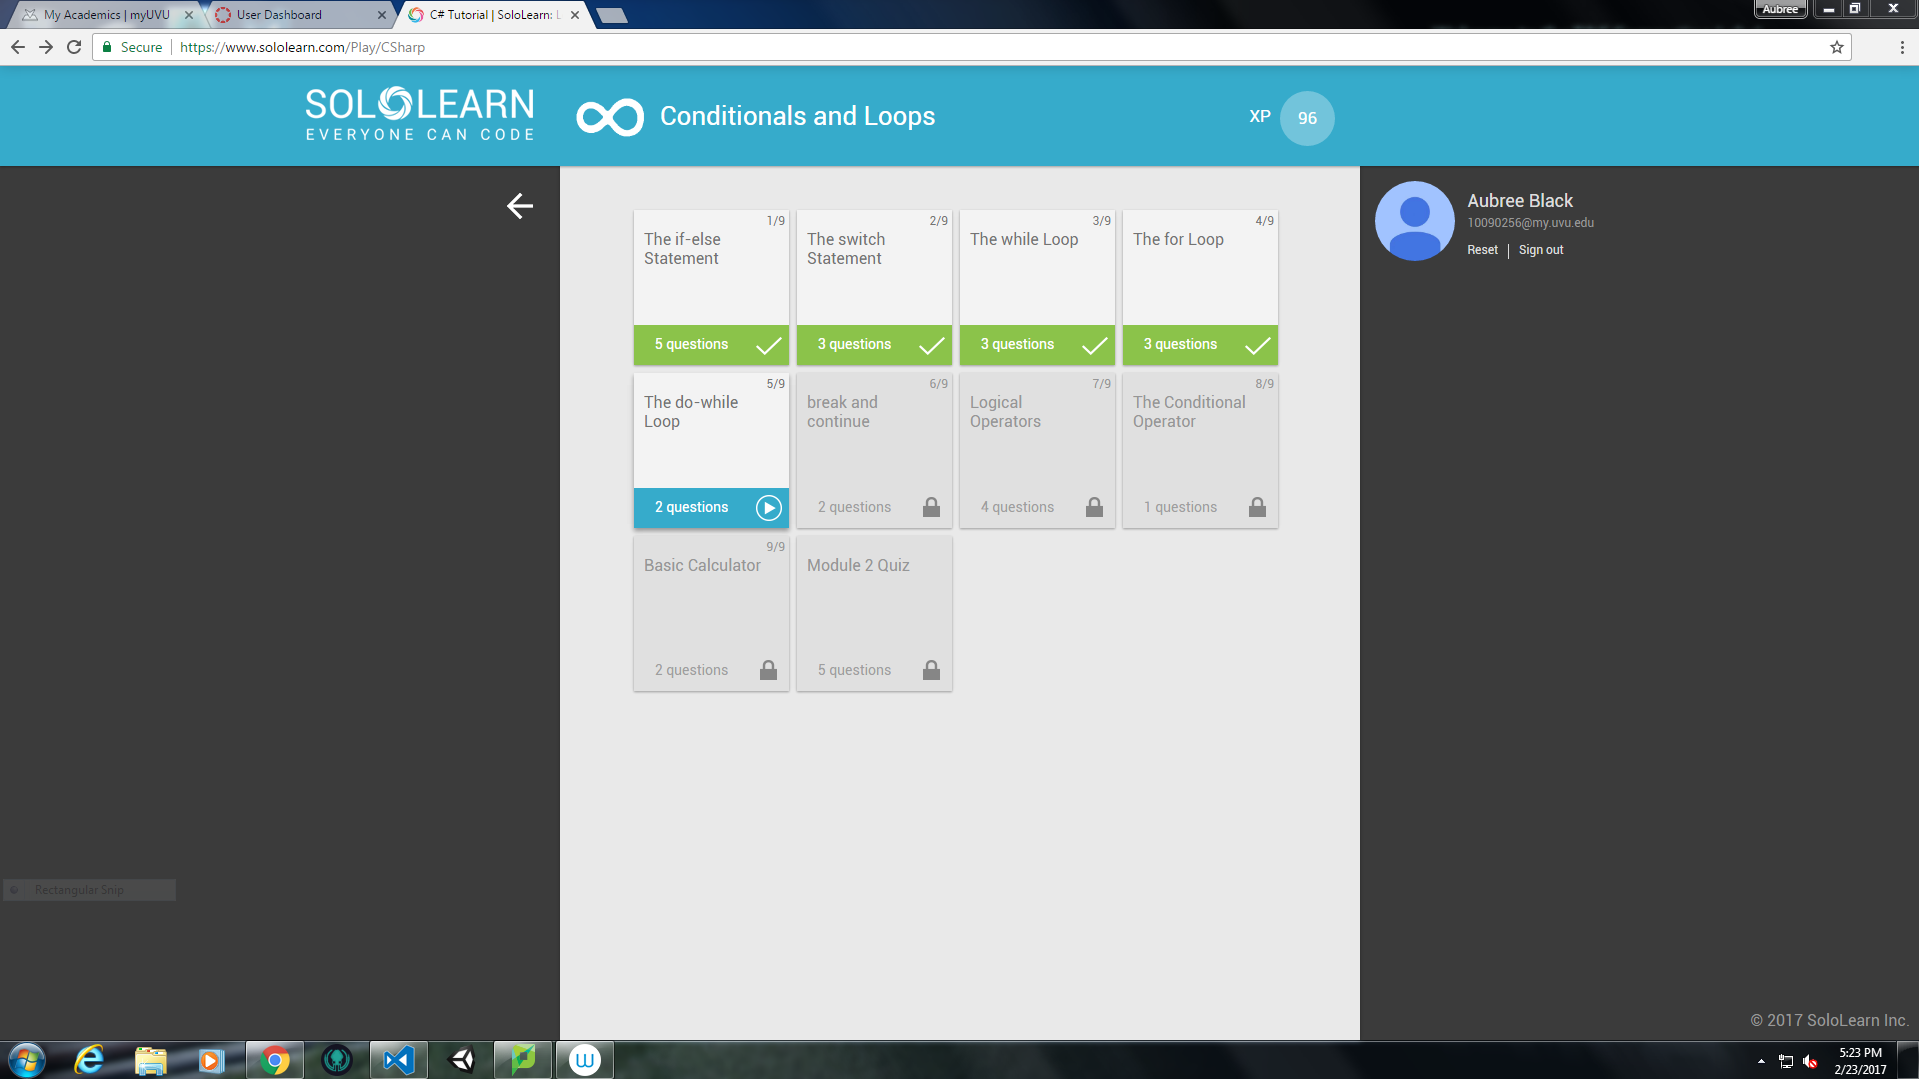 My Academics | myUVU
User Dashboard
C# Tutorial | SoloLearn: L
Aubree
Secure
https://www.sololearn.com/Play/CSharp
SOLOLEARN
EVERYONE CAN CODE
Conditionals and Loops
XP
96
Aubree Black
10090256@my.uvu.edu
Reset
Sign out
1/9
The if-else
Statement
5 questions
2/9
The switch
Statement
3 questions
3/9
The while Loop
3 questions
4/9
The for Loop
3 questions
5/9
The do-while
Loop
2 questions
6/9
break and
continue
2 questions
7/9
Logical
Operators
4 questions
8/9
The Conditional
Operator
1 questions
9/9
Basic Calculator
2 questions
Module 2 Quiz
5 questions
Rectangular Snip
© 2017 SoloLearn Inc.
W
5:23 PM
2/23/2017